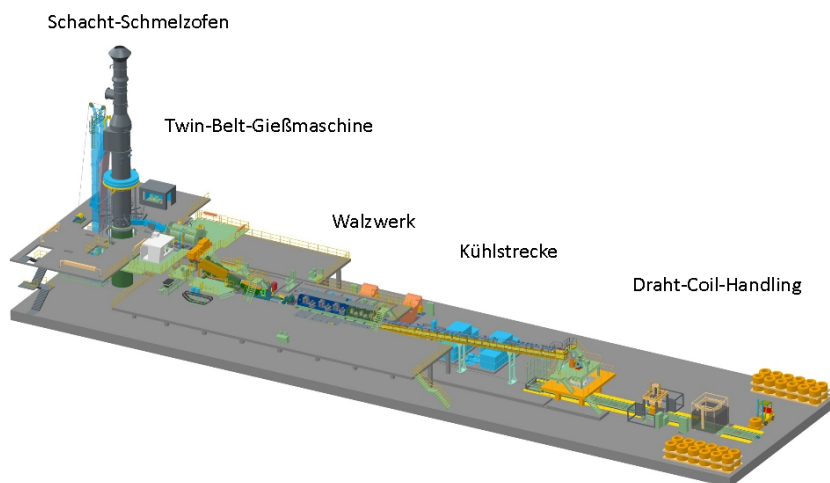 Schacht-Schmelzofen
Twin-Belt-Gießmaschine
Walzwerk
Kühlstrecke
Draht-Coil-Handling